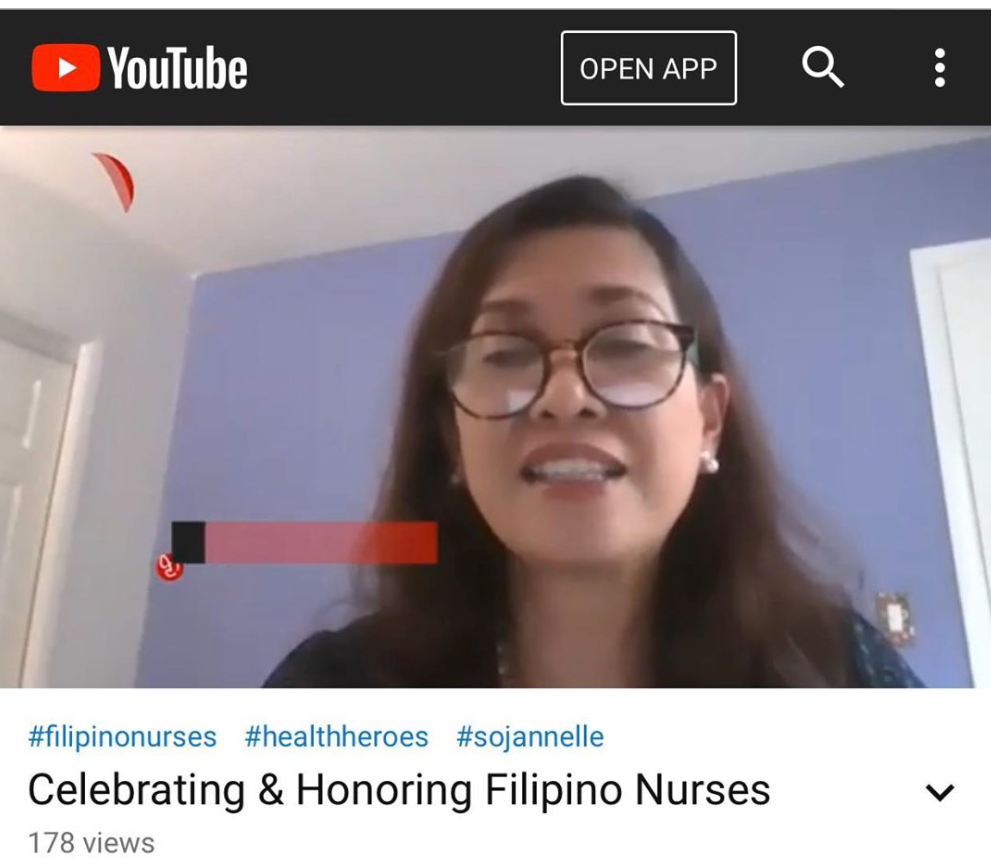 YouTube OPEN APP
#filipinonurses #healthheroes #sojannelle
Celebrating & Honoring Filipino Nurses
178 views